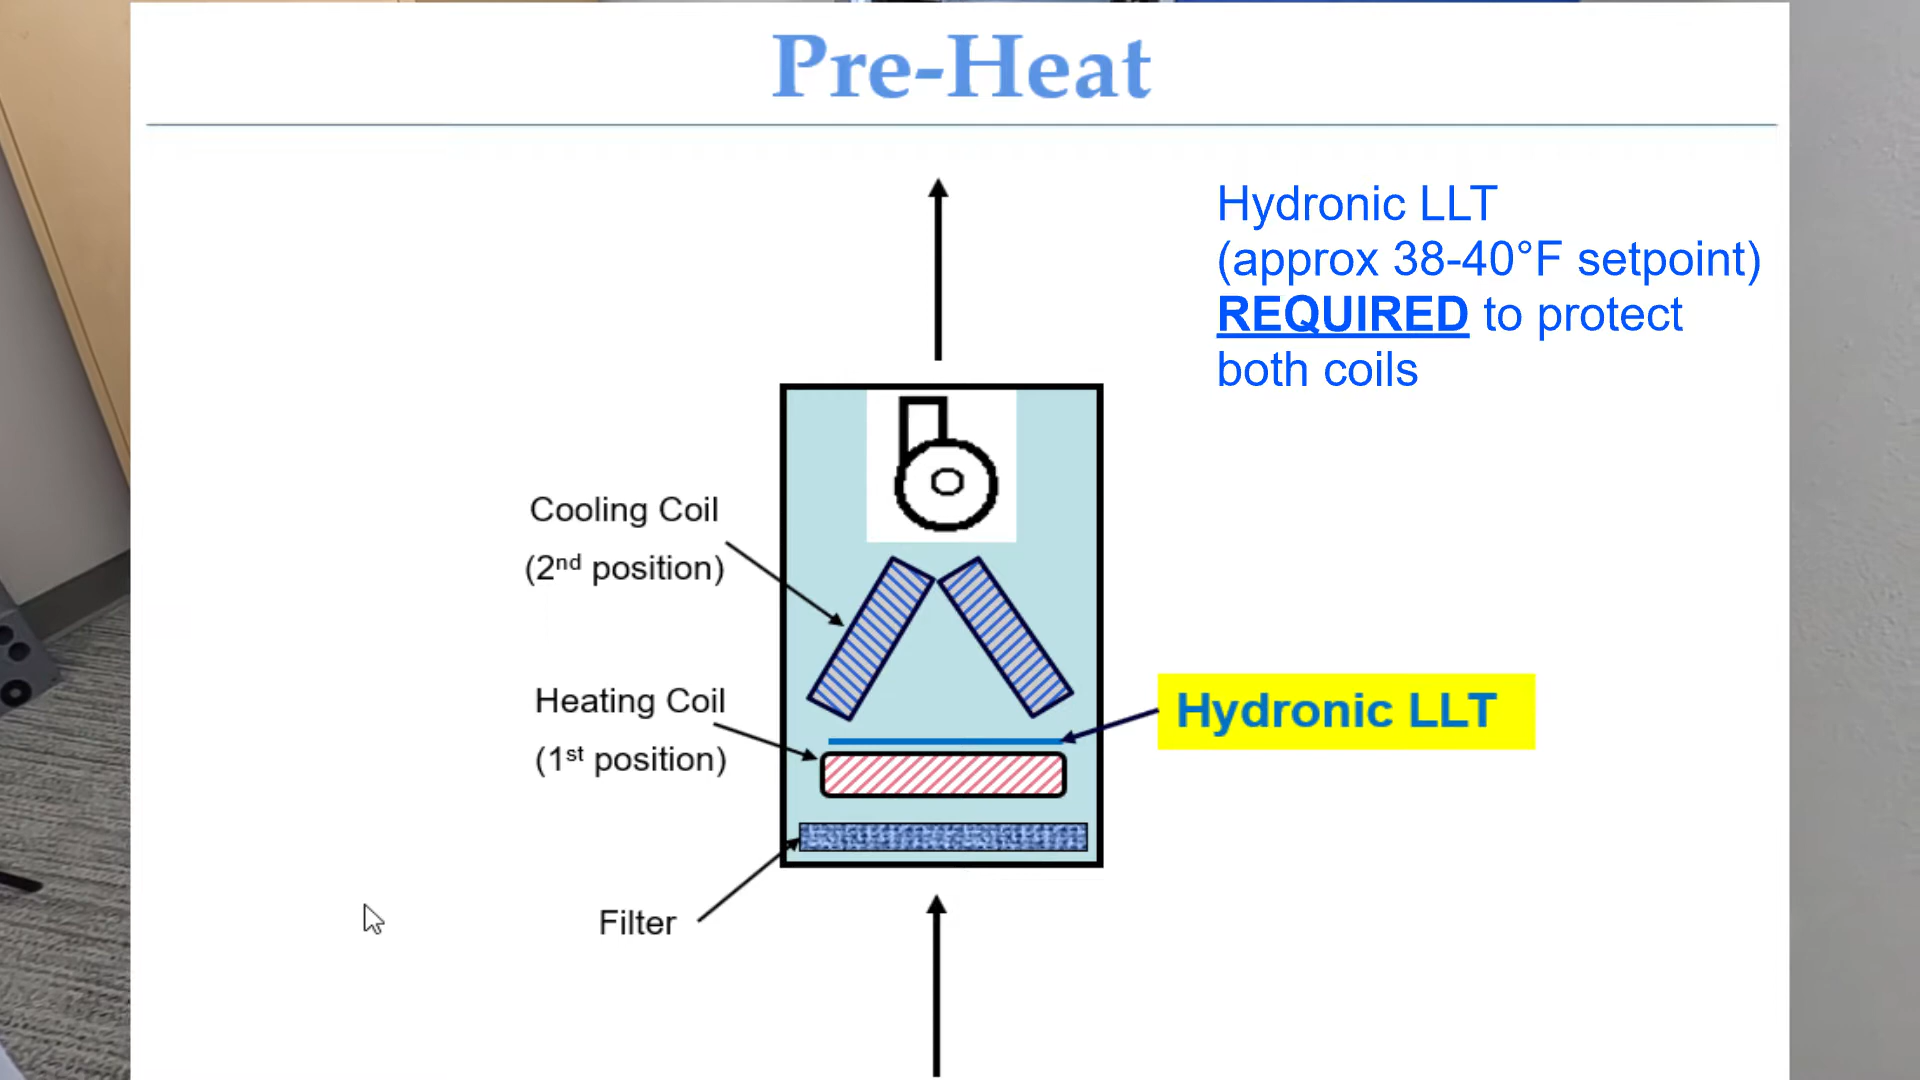 Pre-Heat
Hydronic LLT
(approx 38-40°F setpoint)
REQUIRED to protect
both coils
Cooling Coil
(2nd position)
Heating Coil
(1st position)
Hydronic LLT
Filter